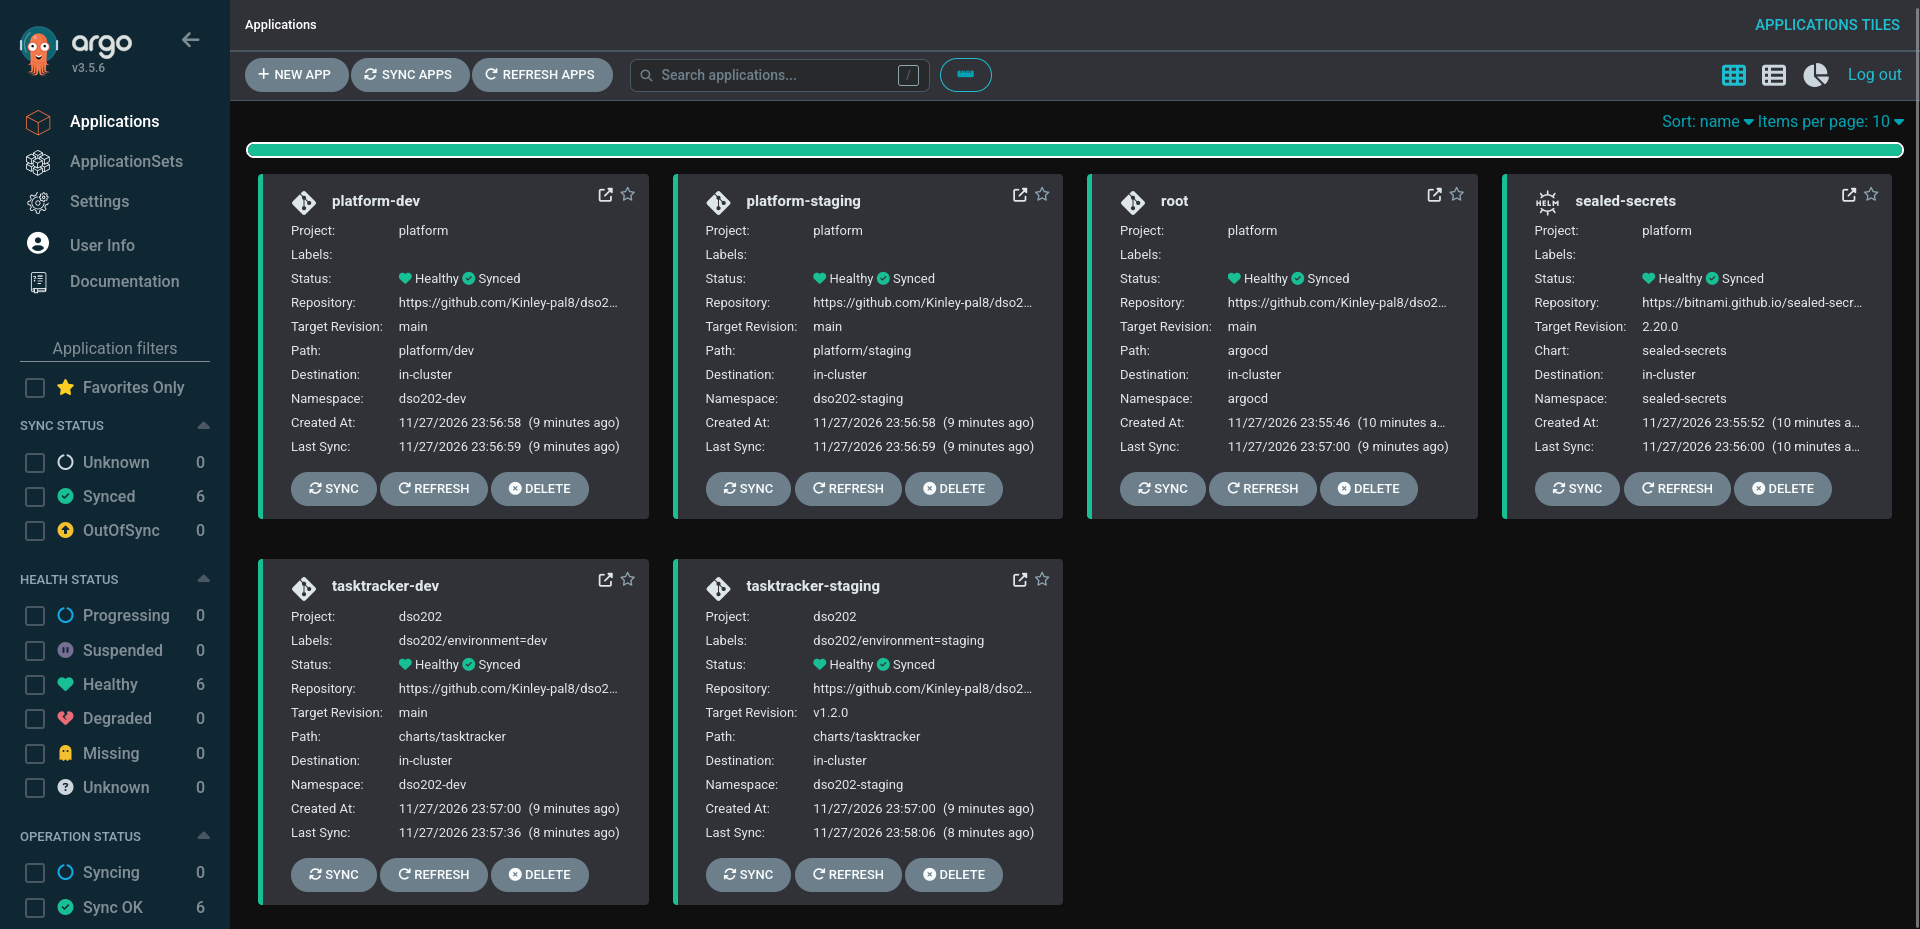 argo
v3.5.6
Applications
ApplicationSets
Settings
User Info
Documentation
Application filters
Favorites Only
SYNC STATUS
Unknown 0
Synced 6
OutOfSync 0
HEALTH STATUS
Progressing 0
Suspended 0
Healthy 6
Degraded 0
Missing 0
Unknown 0
OPERATION STATUS
Syncing 0
Sync OK 6
Applications
APPLICATIONS TILES
NEW APP SYNC APPS REFRESH APPS Search applications... / Log out
Sort: name Items per page: 10
platform-dev
Project: platform
Labels:
Status: Healthy Synced
Repository: https://github.com/Kinley-pal8/dso2...
Target Revision: main
Path: platform/dev
Destination: in-cluster
Namespace: dso202-dev
Created At: 11/27/2026 23:56:58 (9 minutes ago)
Last Sync: 11/27/2026 23:56:59 (9 minutes ago)
SYNC REFRESH DELETE
platform-staging
Project: platform
Labels:
Status: Healthy Synced
Repository: https://github.com/Kinley-pal8/dso2...
Target Revision: main
Path: platform/staging
Destination: in-cluster
Namespace: dso202-staging
Created At: 11/27/2026 23:56:58 (9 minutes ago)
Last Sync: 11/27/2026 23:56:59 (9 minutes ago)
SYNC REFRESH DELETE
root
Project: platform
Labels:
Status: Healthy Synced
Repository: https://github.com/Kinley-pal8/dso2...
Target Revision: main
Path: argocd
Destination: in-cluster
Namespace: argocd
Created At: 11/27/2026 23:55:46 (10 minutes a...
Last Sync: 11/27/2026 23:57:00 (9 minutes ago)
SYNC REFRESH DELETE
HELM sealed-secrets
Project: platform
Labels:
Status: Healthy Synced
Repository: https://bitnami.github.io/sealed-secr...
Target Revision: 2.20.0
Chart: sealed-secrets
Destination: in-cluster
Namespace: sealed-secrets
Created At: 11/27/2026 23:55:52 (10 minutes a...
Last Sync: 11/27/2026 23:56:00 (10 minutes a...
SYNC REFRESH DELETE
tasktracker-dev
Project: dso202
Labels: dso202/environment=dev
Status: Healthy Synced
Repository: https://github.com/Kinley-pal8/dso2...
Target Revision: main
Path: charts/tasktracker
Destination: in-cluster
Namespace: dso202-dev
Created At: 11/27/2026 23:57:00 (9 minutes ago)
Last Sync: 11/27/2026 23:57:36 (8 minutes ago)
SYNC REFRESH DELETE
tasktracker-staging
Project: dso202
Labels: dso202/environment=staging
Status: Healthy Synced
Repository: https://github.com/Kinley-pal8/dso2...
Target Revision: v1.2.0
Path: charts/tasktracker
Destination: in-cluster
Namespace: dso202-staging
Created At: 11/27/2026 23:57:00 (9 minutes ago)
Last Sync: 11/27/2026 23:58:06 (8 minutes ago)
SYNC REFRESH DELETE